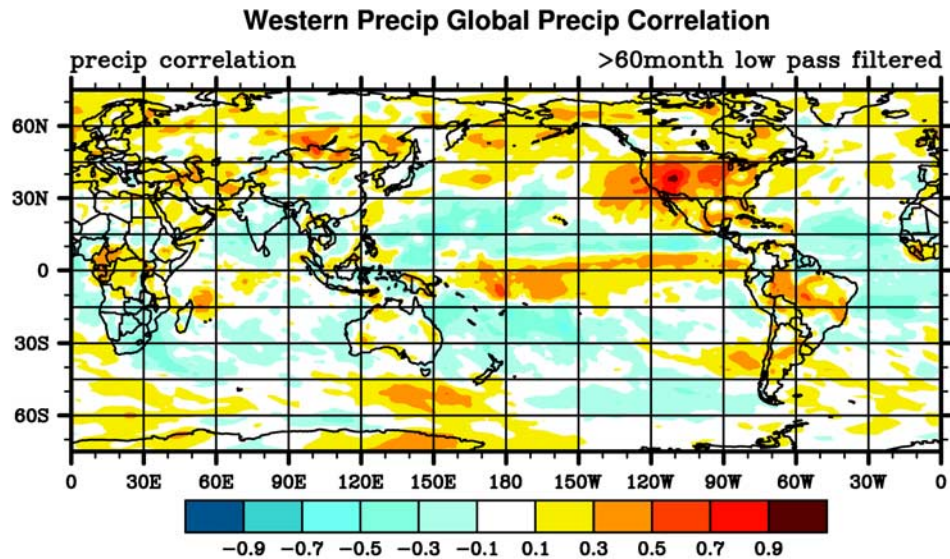 Western Precip Global Precip Correlation
precip correlation >60month low pass filtered
60N
30N
0
30S
60S
0 30E 60E 90E 120E 150E 180 150W 120W 90W 60W 30W 0
−0.9 −0.7 −0.5 −0.3 −0.1 0.1 0.3 0.5 0.7 0.9